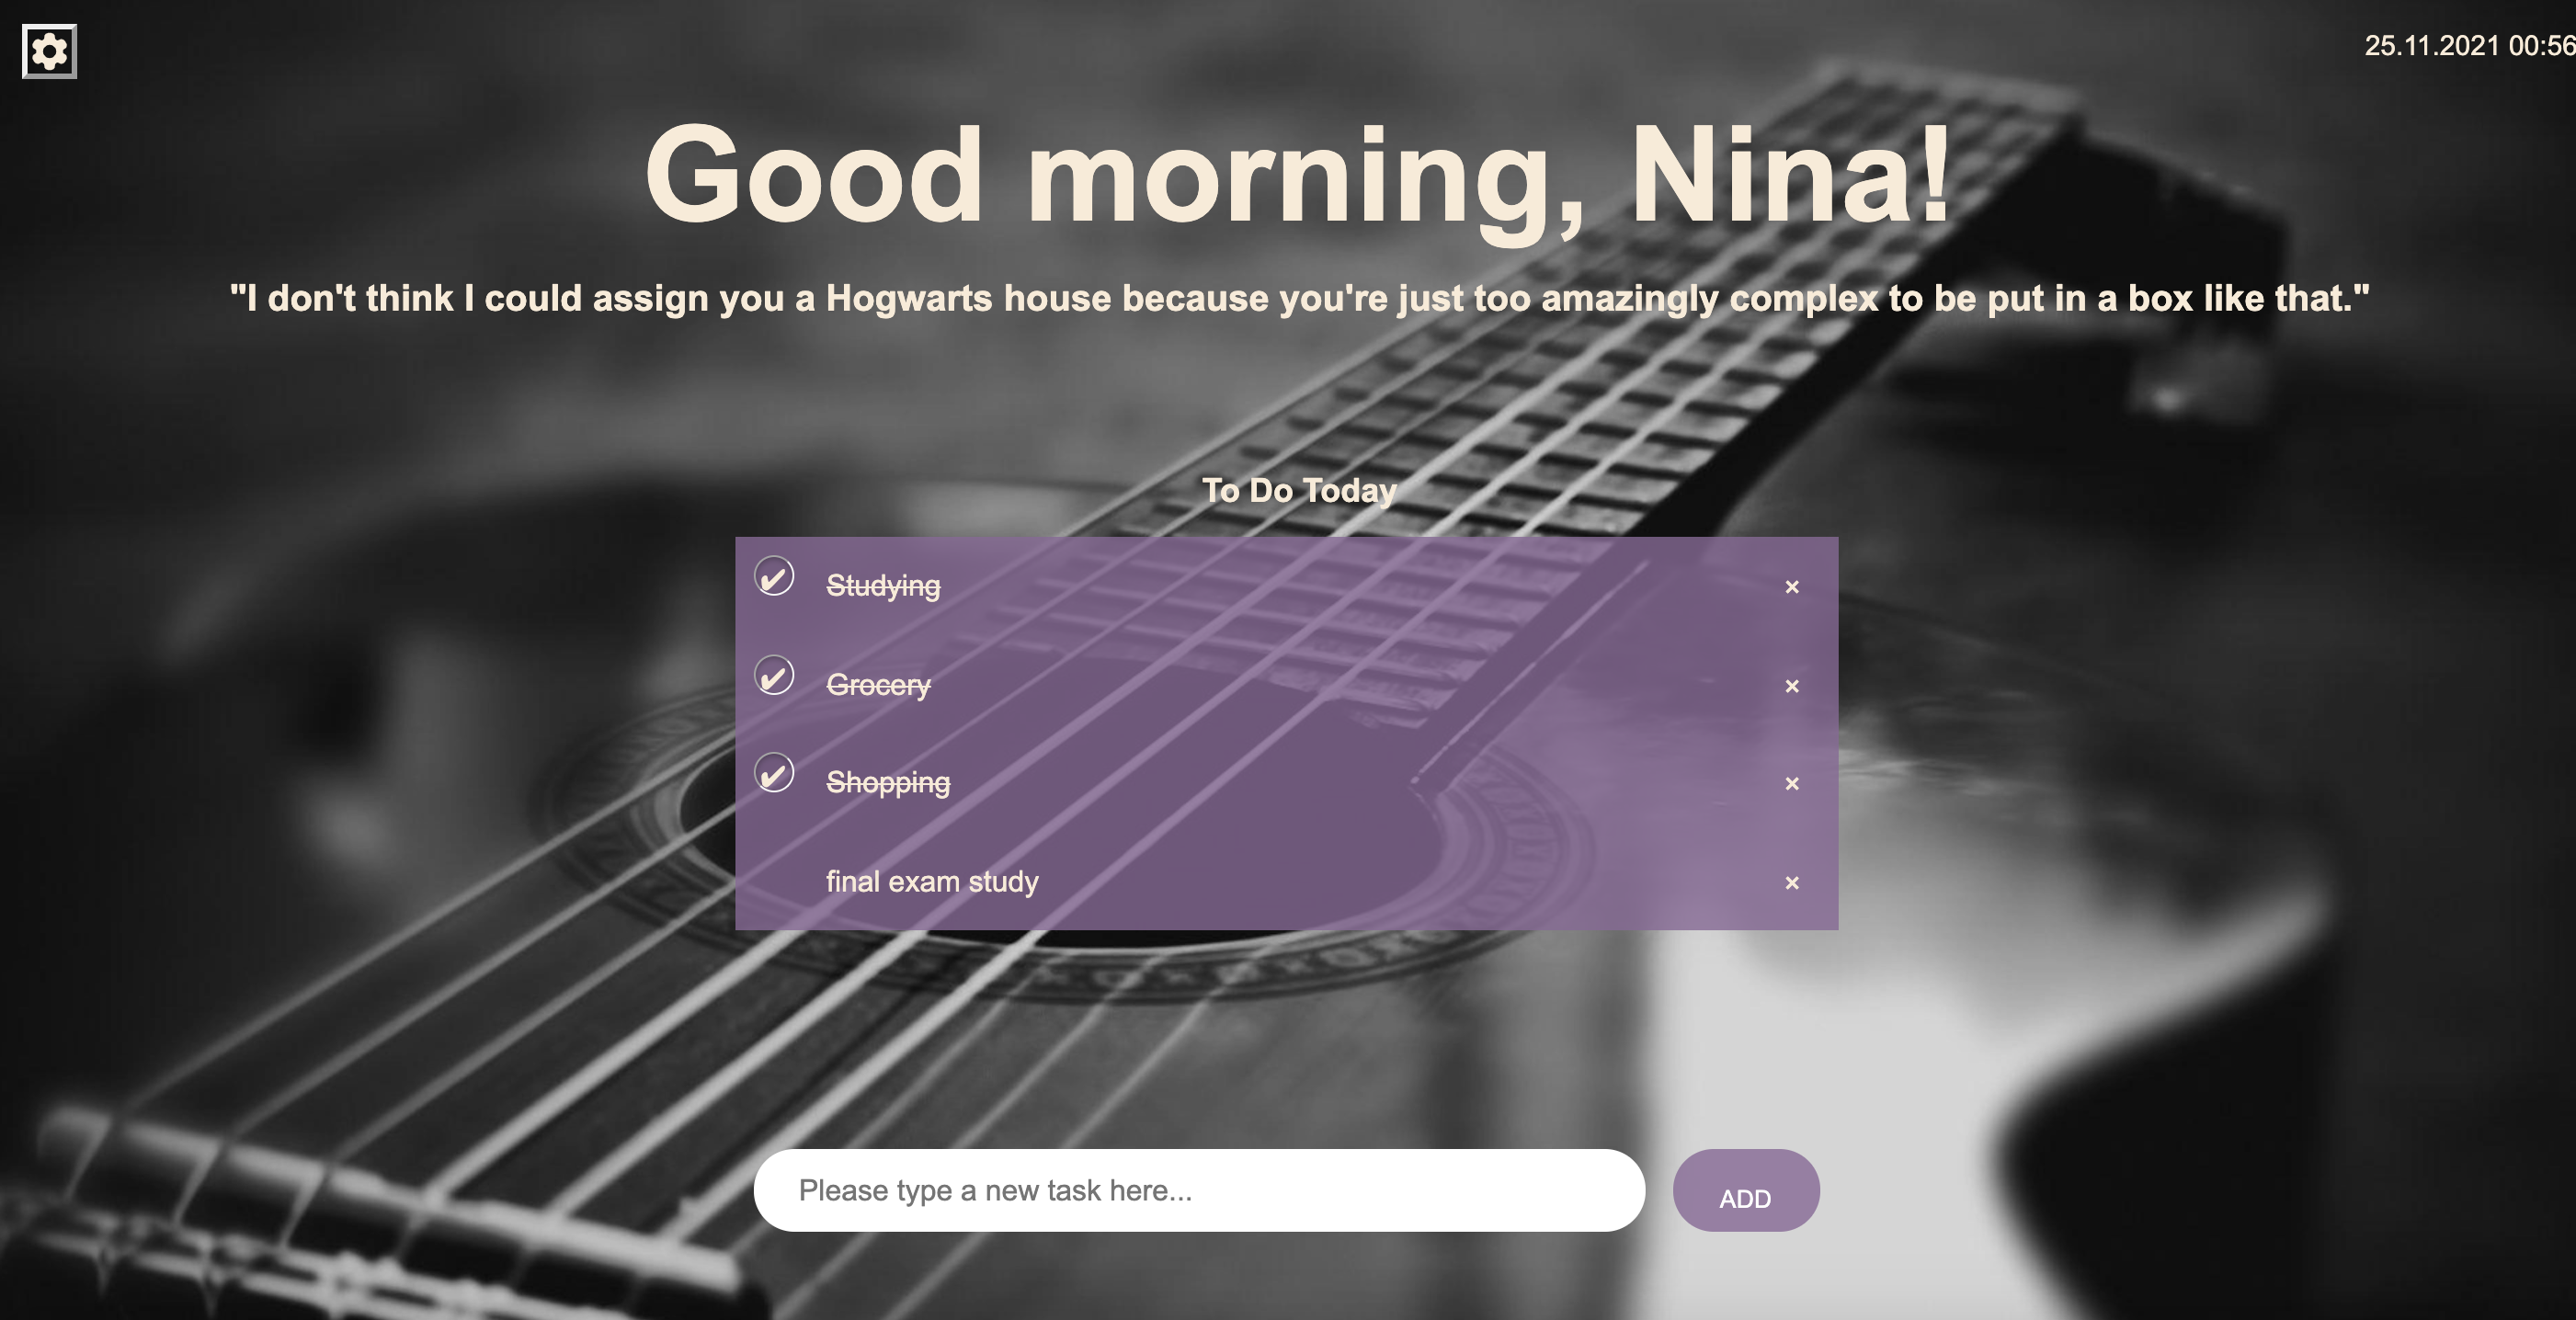 25.11.2021 00:56
Good morning, Nina!
"I don't think I could assign you a Hogwarts house because you're just too amazingly complex to be put in a box like that."
To Do Today
✔ Studying ×
✔ Grocery ×
✔ Shopping ×
final exam study ×
Please type a new task here... ADD